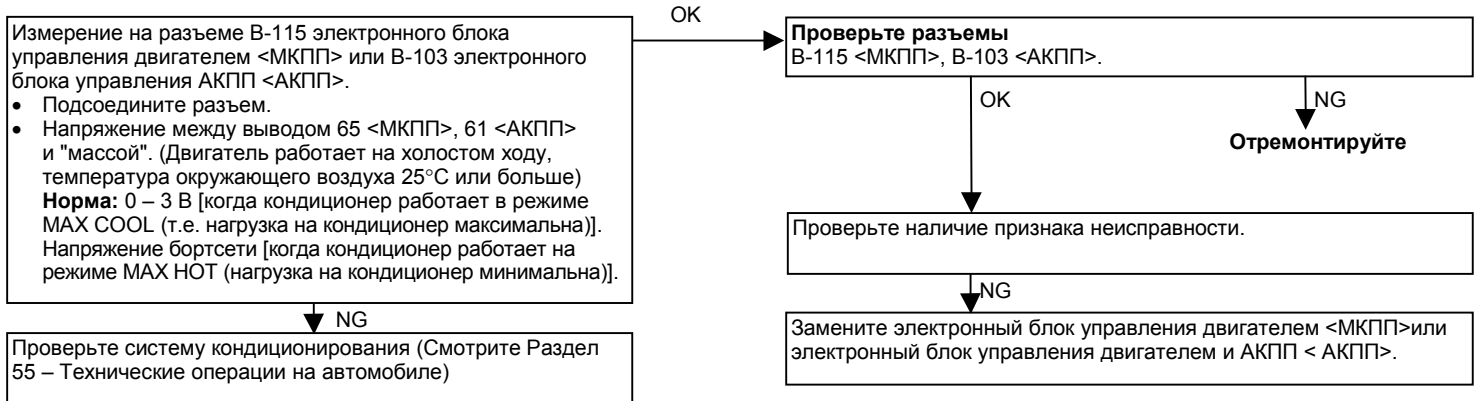 Измерение на разъеме B-115 электронного блока
управления двигателем <МКПП> или B-103 электронного
блока управления АКПП <АКПП>.
• Подсоедините разъем.
• Напряжение между выводом 65 <МКПП>, 61 <АКПП>
и "массой". (Двигатель работает на холостом ходу,
температура окружающего воздуха 25°C или больше)
Норма: 0 – 3 В [когда кондиционер работает в режиме
MAX COOL (т.е. нагрузка на кондиционер максимальна)].
Напряжение бортсети [когда кондиционер работает на
режиме MAX HOT (нагрузка на кондиционер минимальна)].
NG
Проверьте систему кондиционирования (Смотрите Раздел
55 – Технические операции на автомобиле)
OK
Проверьте разъемы
B-115 <МКПП>, B-103 <АКПП>.
OK
NG
Отремонтируйте
Проверьте наличие признака неисправности.
NG
Замените электронный блок управления двигателем <МКПП>или
электронный блок управления двигателем и АКПП < АКПП>.